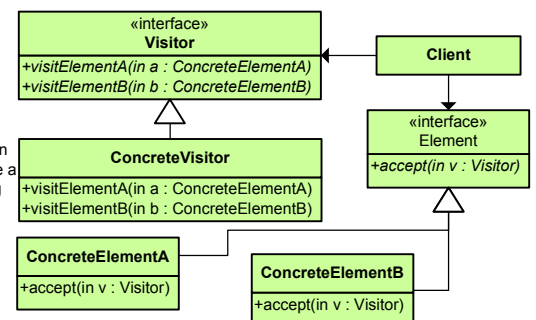 «interface»
Visitor
+visitElementA(in a : ConcreteElementA)
+visitElementB(in b : ConcreteElementB)
Client
«interface»
Element
+accept(in v : Visitor)
ConcreteVisitor
+visitElementA(in a : ConcreteElementA)
+visitElementB(in b : ConcreteElementB)
ConcreteElementA
+accept(in v : Visitor)
ConcreteElementB
+accept(in v : Visitor)